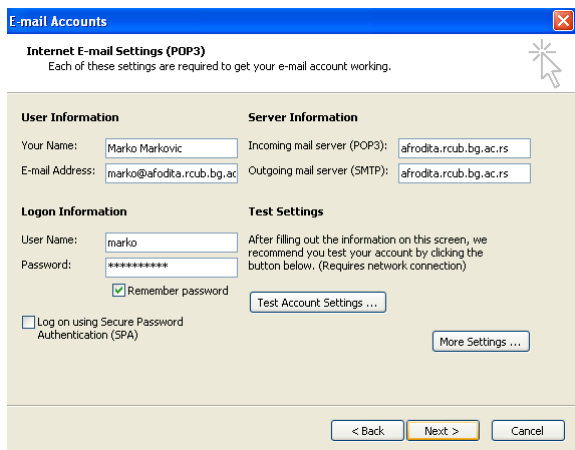 E-mail Accounts
Internet E-mail Settings (POP3)
Each of these settings are required to get your e-mail account working.
User Information
Your Name: Marko Markovic
E-mail Address: marko@afodita.rcub.bg.ac
Server Information
Incoming mail server (POP3): afrodita.rcub.bg.ac.rs
Outgoing mail server (SMTP): afrodita.rcub.bg.ac.rs
Logon Information
User Name: marko
Password: **********
Remember password
Log on using Secure Password
Authentication (SPA)
Test Settings
After filling out the information on this screen, we
recommend you test your account by clicking the
button below. (Requires network connection)
Test Account Settings ...
More Settings ...
< Back
Next >
Cancel